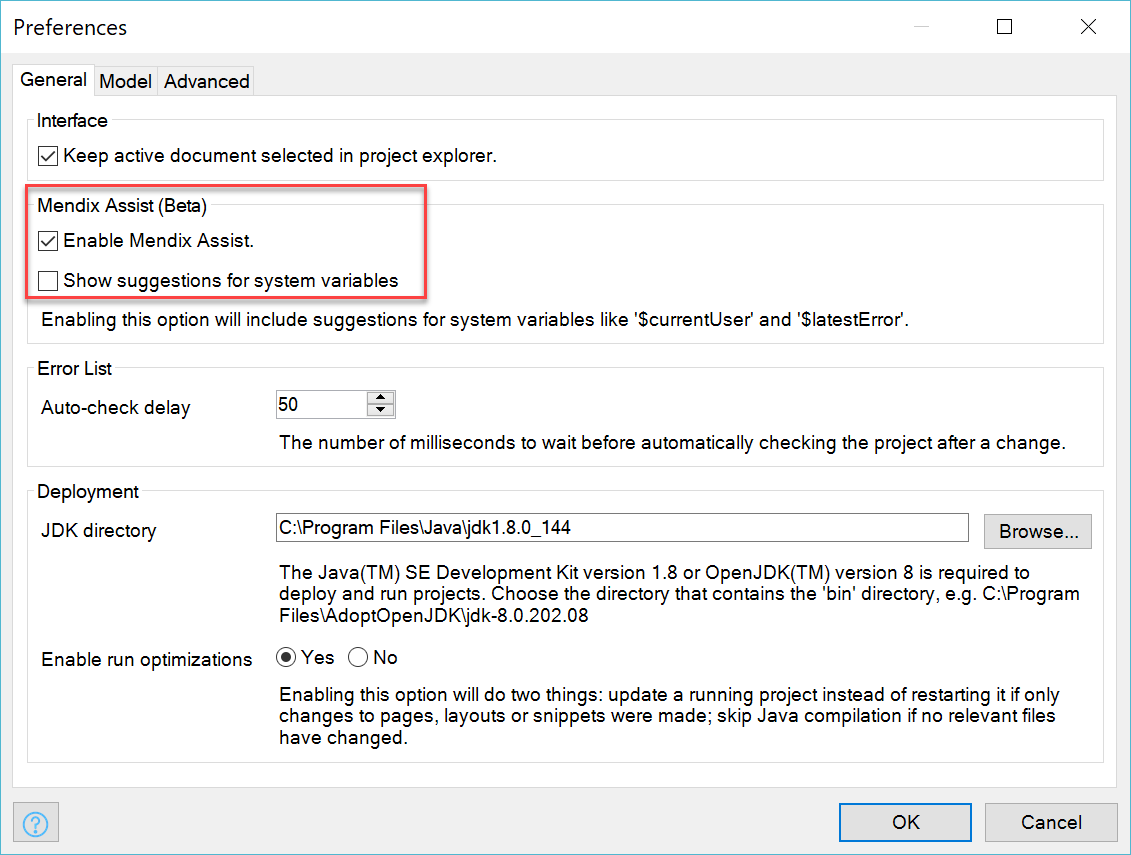 Preferences
General Model Advanced
Interface
Keep active document selected in project explorer.
Mendix Assist (Beta)
Enable Mendix Assist.
Show suggestions for system variables
Enabling this option will include suggestions for system variables like '$currentUser' and '$latestError'.
Error List
Auto-check delay 50
The number of milliseconds to wait before automatically checking the project after a change.
Deployment
JDK directory C:\Program Files\Java\jdk1.8.0_144 Browse...
The Java(TM) SE Development Kit version 1.8 or OpenJDK(TM) version 8 is required to
deploy and run projects. Choose the directory that contains the 'bin' directory, e.g. C:\Program
Files\AdoptOpenJDK\jdk-8.0.202.08
Enable run optimizations Yes No
Enabling this option will do two things: update a running project instead of restarting it if only
changes to pages, layouts or snippets were made; skip Java compilation if no relevant files
have changed.
? OK Cancel